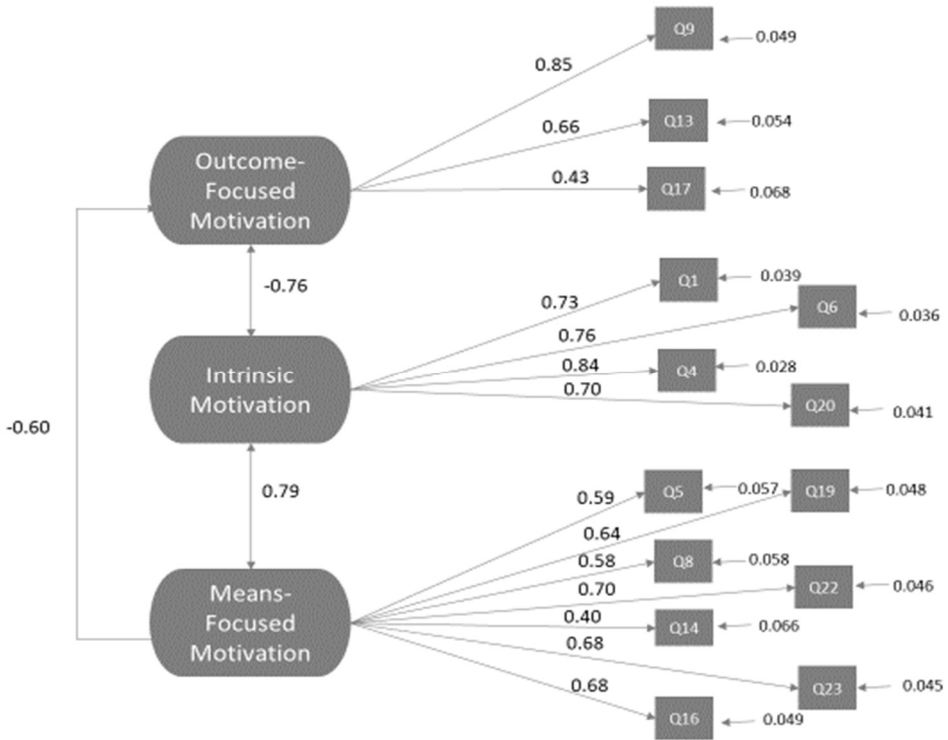 Q9
0.049
0.85
Q13
0.054
0.66
Outcome-
Focused
Motivation
0.43
Q17
0.068
-0.76
Q1
0.039
0.73
Q6
0.036
0.76
Intrinsic
Motivation
0.84
Q4
0.028
0.70
Q20
0.041
-0.60
0.79
Q5
0.057
Q19
0.048
0.59
0.64
Q8
0.058
0.58
Means-
Focused
Motivation
0.70
Q22
0.046
0.40
Q14
0.066
0.68
Q23
0.045
0.68
Q16
0.049